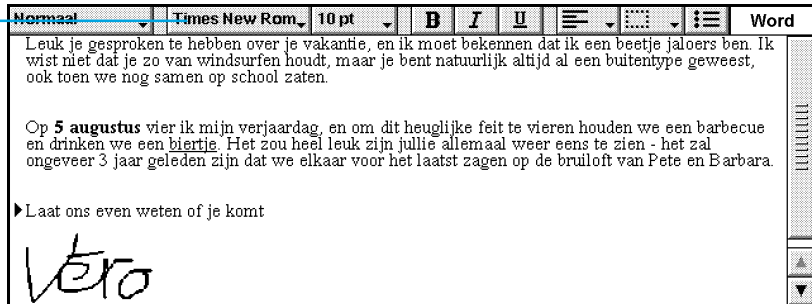 Normaal Times New Rom 10 pt B I U Word
Leuk je gesproken te hebben over je vakantie, en ik moet bekennen dat ik een beetje jaloers ben. Ik
wist niet dat je zo van windsurfen houdt, maar je bent natuurlijk altijd al een buitentype geweest,
ook toen we nog samen op school zaten.
Op 5 augustus vier ik mijn verjaardag, en om dit heuglijke feit te vieren houden we een barbecue
en drinken we een biertje. Het zou heel leuk zijn jullie allemaal weer eens te zien - het zal
ongeveer 3 jaar geleden zijn dat we elkaar voor het laatst zagen op de bruiloft van Pete en Barbara.
Laat ons even weten of je komt
Vero